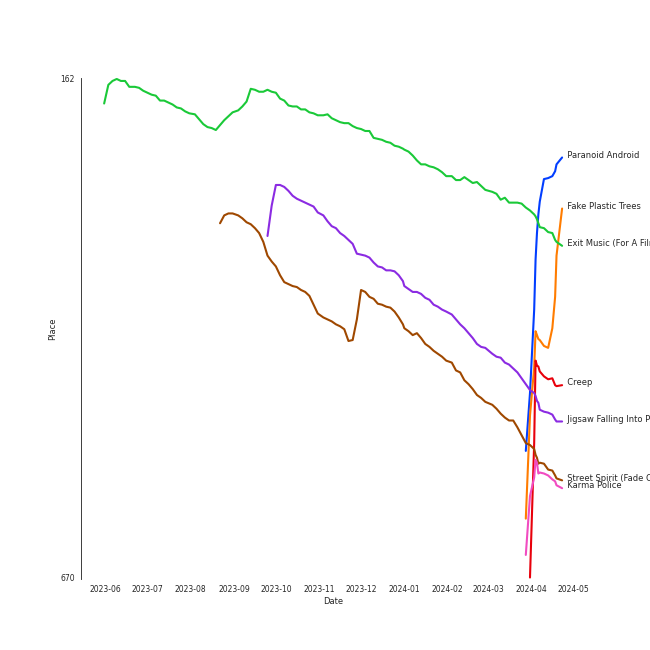 162
Paranoid Android
Fake Plastic Trees
Exit Music (For A Fil
Place
Creep
Jigsaw Falling Into P
Street Spirit (Fade O
Karma Police
670
2023-06 2023-07 2023-08 2023-09 2023-10 2023-11 2023-12 2024-01 2024-02 2024-03 2024-04 2024-05
Date